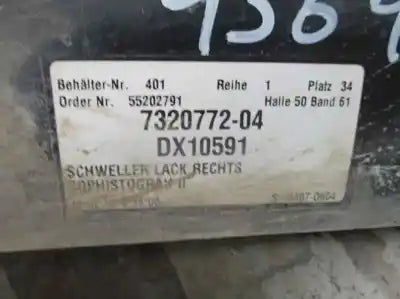 4564
Behälter-Nr. 401 Reihe 1 Platz 34
Order Nr. 55202791 Halle 50 Band 61
7320772-04
DX10591
SCHWELLER LACK RECHTS
SOPHISTOGRAU II